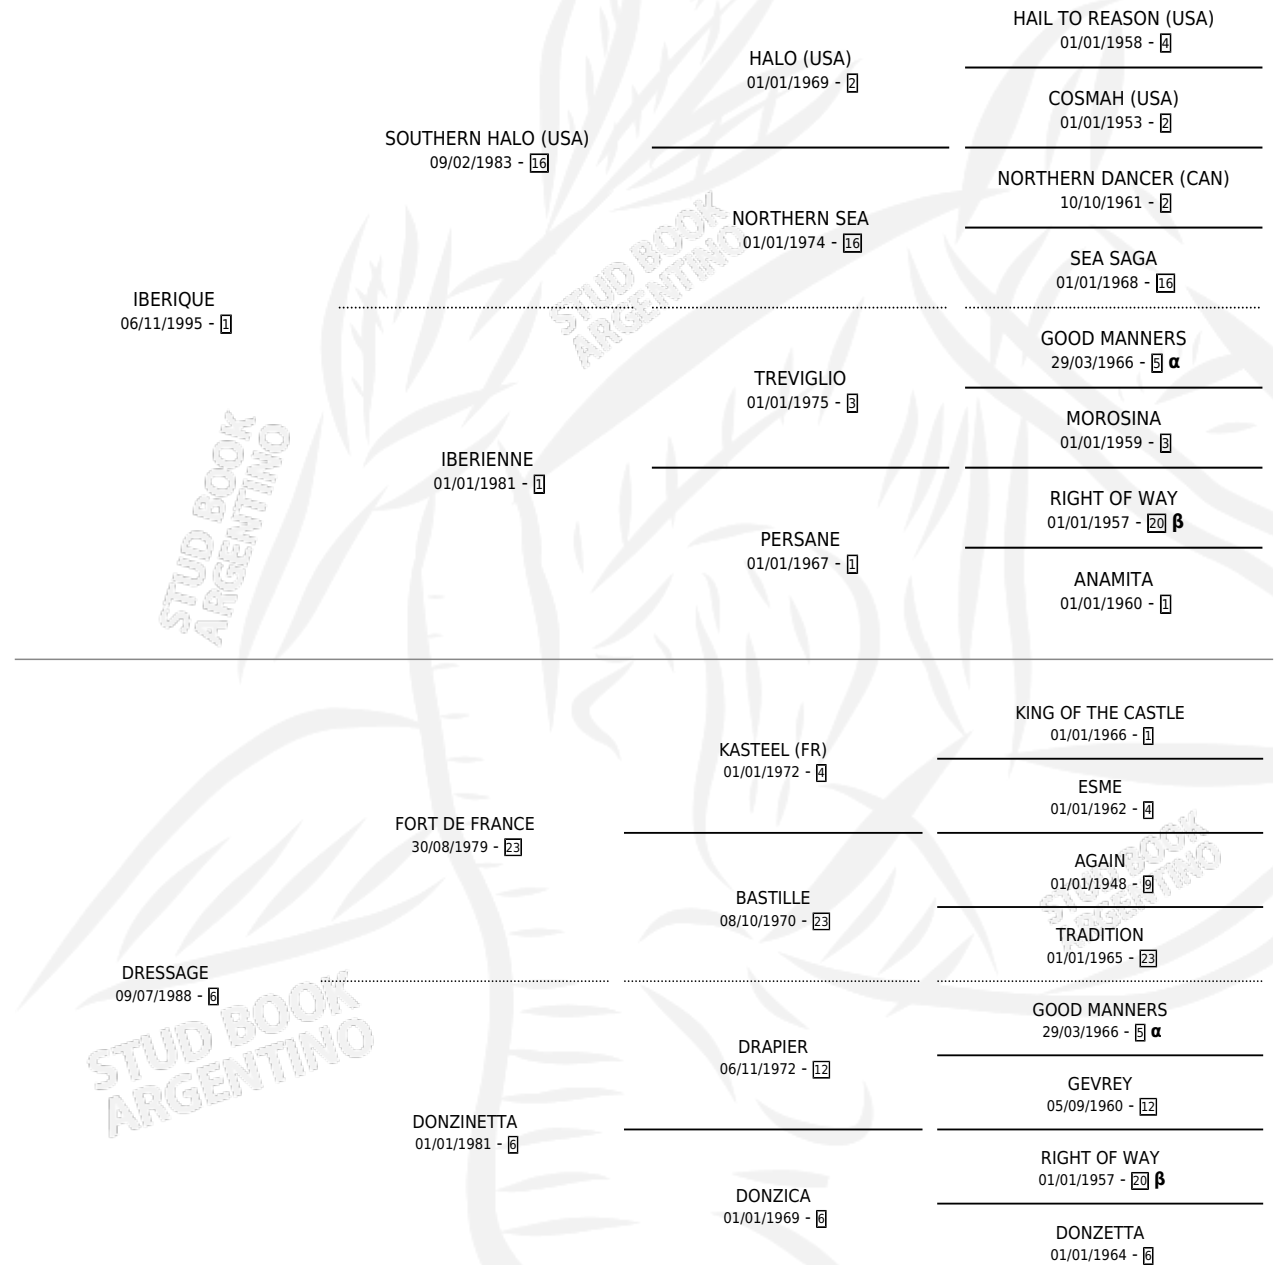 HAIL TO REASON (USA)
01/01/1958 - 4
HALO (USA)
01/01/1969 - 2
COSMAH (USA)
01/01/1953 - 2
SOUTHERN HALO (USA)
09/02/1983 - 16
NORTHERN DANCER (CAN)
10/10/1961 - 2
NORTHERN SEA
01/01/1974 - 16
SEA SAGA
01/01/1968 - 16
IBERIQUE
06/11/1995 - 1
GOOD MANNERS
29/03/1966 - 5 α
TREVIGLIO
01/01/1975 - 3
MOROSINA
01/01/1959 - 3
IBERIENNE
01/01/1981 - 1
RIGHT OF WAY
01/01/1957 - 20 β
PERSANE
01/01/1967 - 1
ANAMITA
01/01/1960 - 1
KING OF THE CASTLE
01/01/1966 - 1
KASTEEL (FR)
01/01/1972 - 4
ESME
01/01/1962 - 4
FORT DE FRANCE
30/08/1979 - 23
AGAIN
01/01/1948 - 9
BASTILLE
08/10/1970 - 23
TRADITION
01/01/1965 - 23
DRESSAGE
09/07/1988 - 6
GOOD MANNERS
29/03/1966 - 5 α
DRAPIER
06/11/1972 - 12
GEVREY
05/09/1960 - 12
DONZINETTA
01/01/1981 - 6
RIGHT OF WAY
01/01/1957 - 20 β
DONZICA
01/01/1969 - 6
DONZETTA
01/01/1964 - 6
STUD BOOK
ARGENTINO
STUD BOOK
ARGENTINO
STUD BOOK
ARGENTINO
STUD BOOK
ARGENTINO